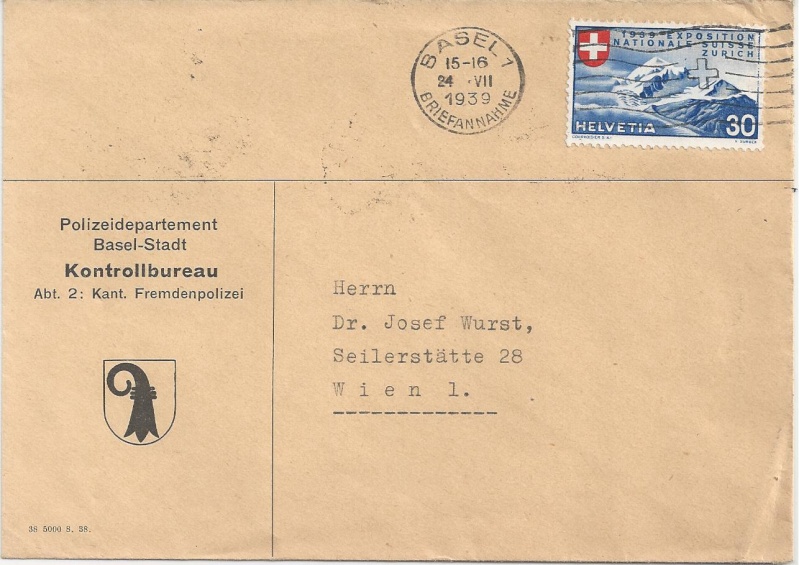 BASEL 1
15-16
24 · VII
1939
BRIEFANNAHME
1939 EXPOSITION
NATIONALE SUISSE
ZURICH
HELVETIA
30
Polizeidepartement
Basel-Stadt
Kontrollbureau
Abt. 2: Kant. Fremdenpolizei
Herrn
Dr. Josef Wurst,
Seilerstätte 28
Wien 1.
38 5000 8. 38.